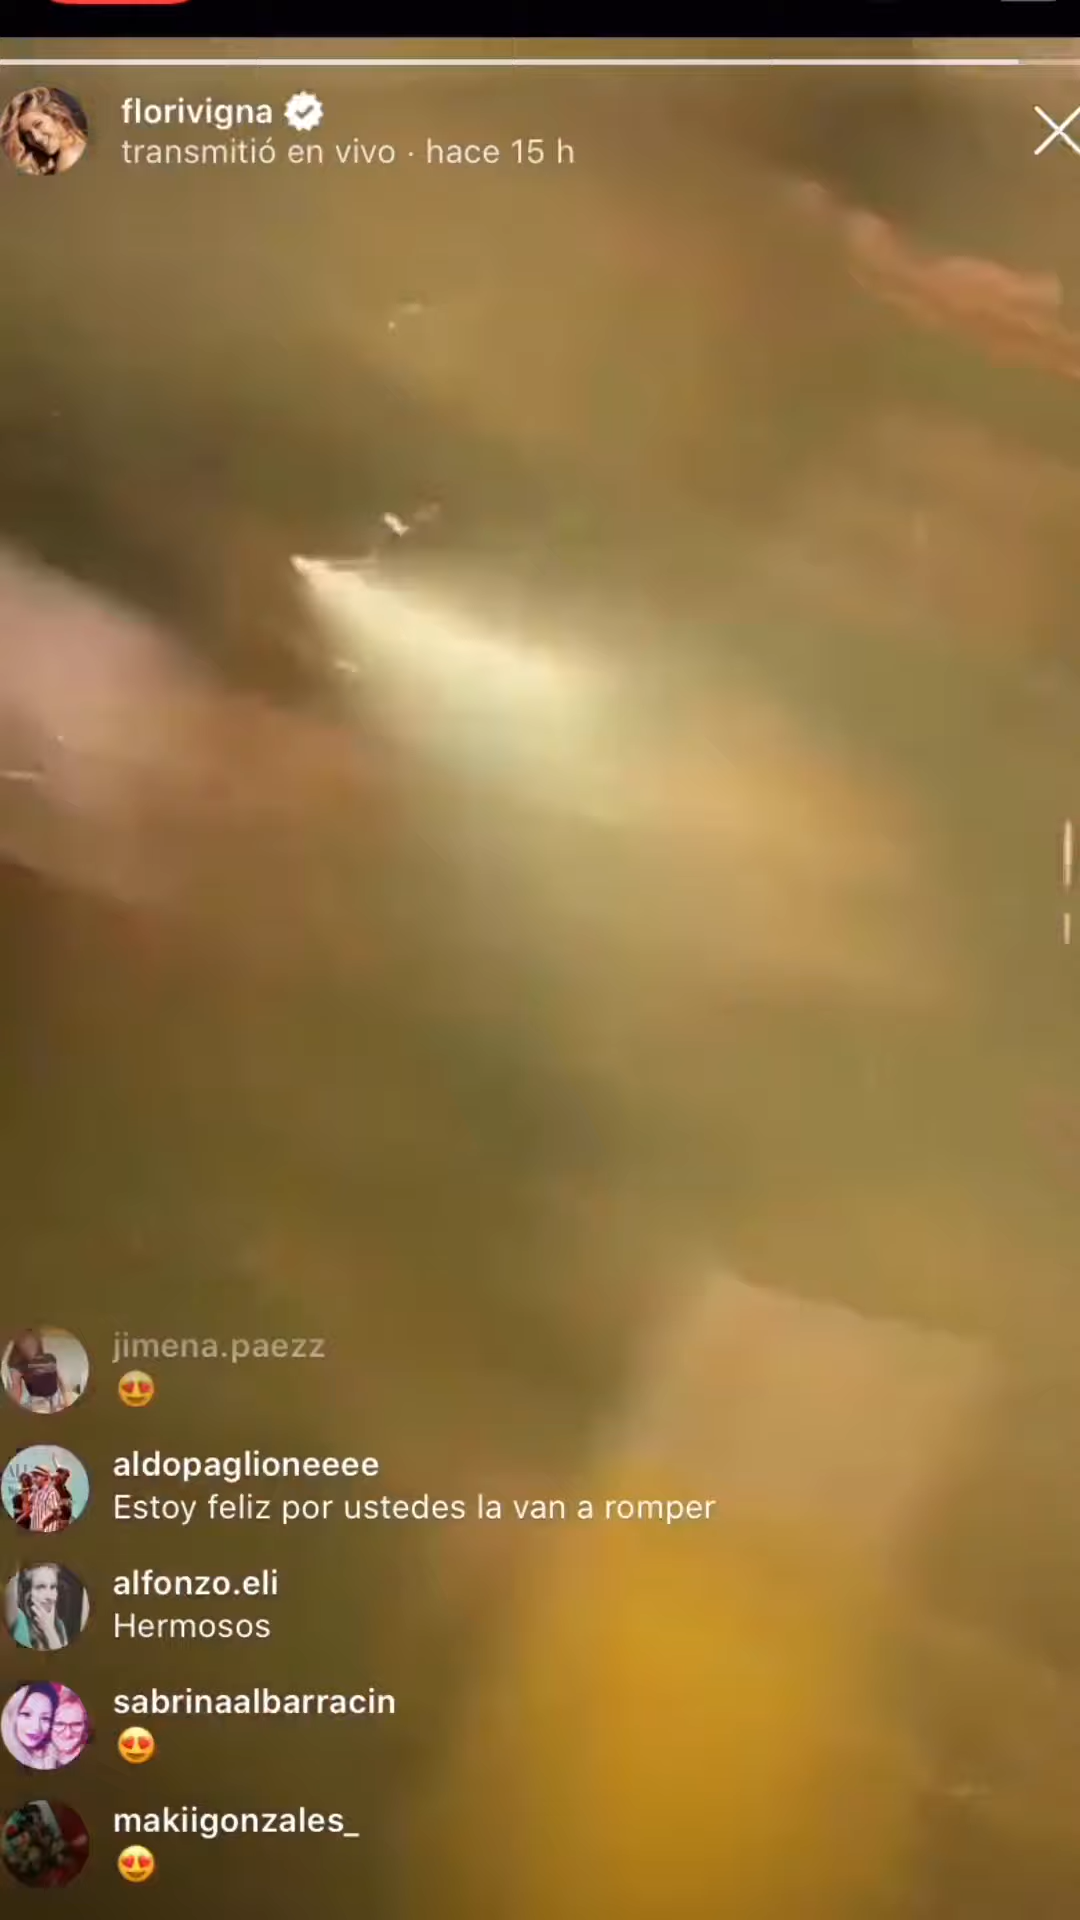 florivigna
transmitió en vivo · hace 15 h
jimena.paezz
😍
aldopaglioneeee
Estoy feliz por ustedes la van a romper
alfonzo.eli
Hermosos
sabrinaalbarracin
😍
makiigonzales_
😍